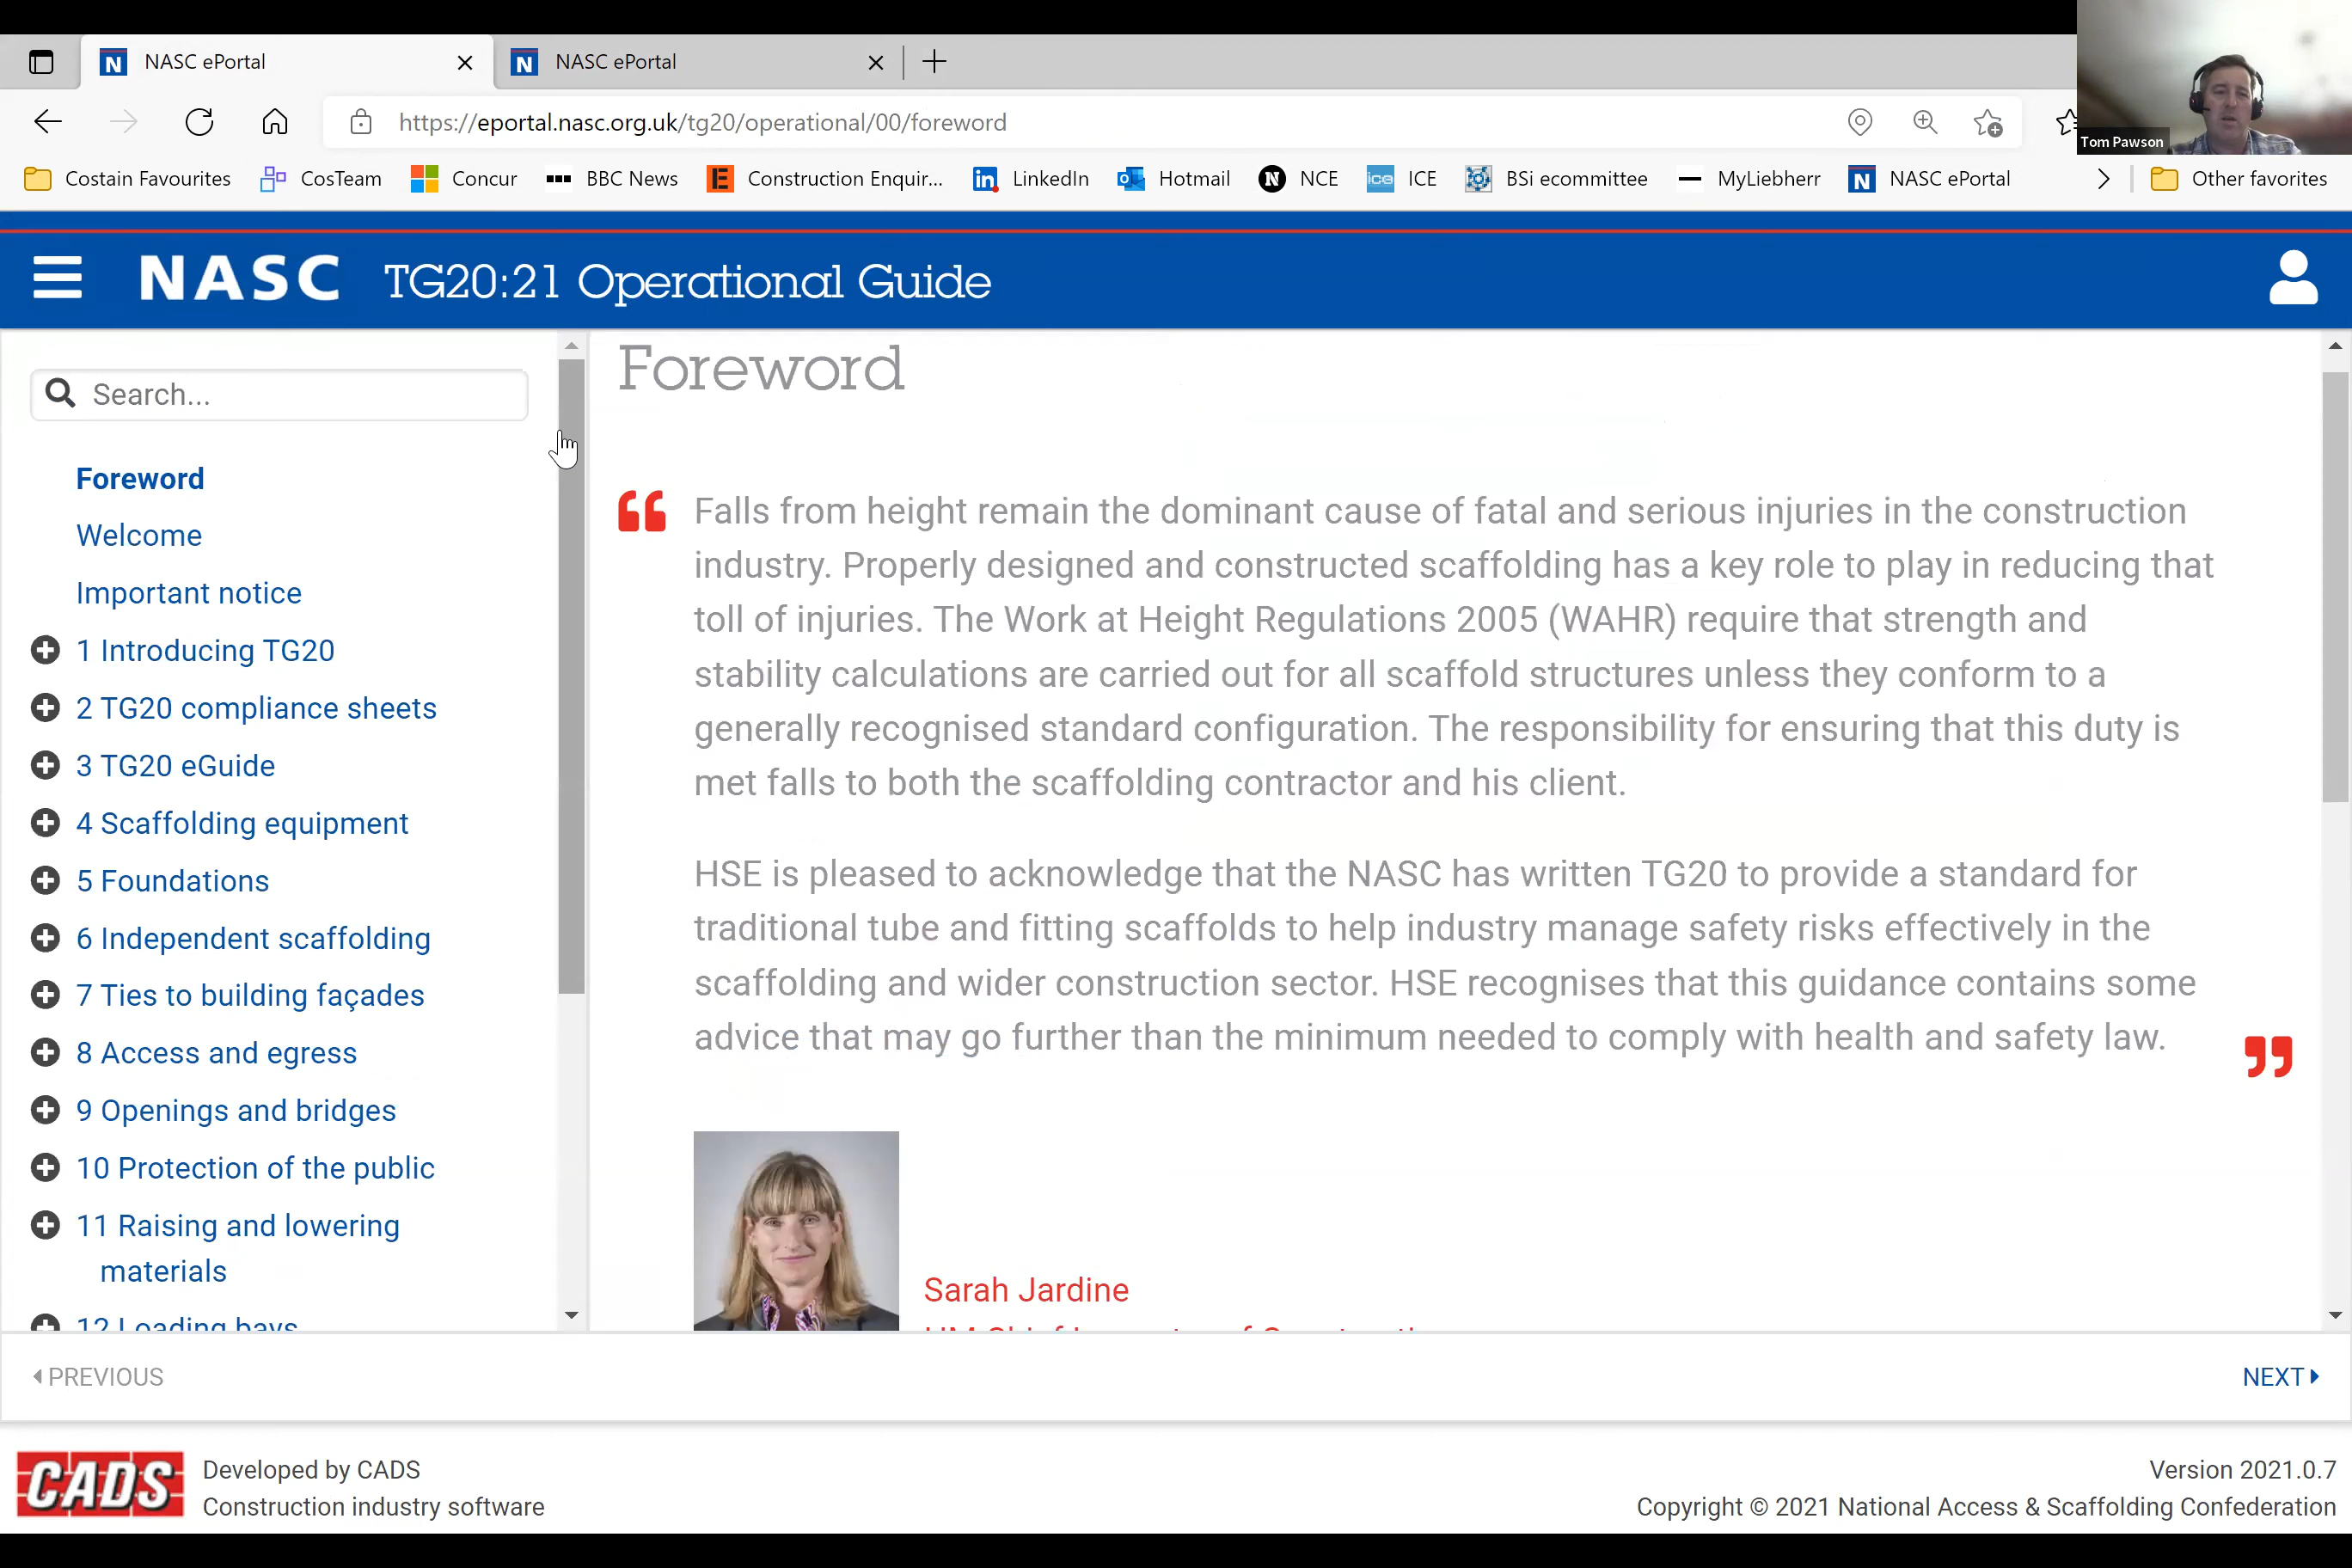 NASC ePortal
NASC ePortal
https://eportal.nasc.org.uk/tg20/operational/00/foreword
Tom Pawson
Costain Favourites
CosTeam
Concur
BBC News
Construction Enquir...
LinkedIn
Hotmail
NCE
ICE
BSi ecommittee
MyLiebherr
NASC ePortal
Other favorites
NASC TG20:21 Operational Guide
Search...
Foreword
Welcome
Important notice
1 Introducing TG20
2 TG20 compliance sheets
3 TG20 eGuide
4 Scaffolding equipment
5 Foundations
6 Independent scaffolding
7 Ties to building façades
8 Access and egress
9 Openings and bridges
10 Protection of the public
11 Raising and lowering
materials
12 Loading bays
Foreword
“ Falls from height remain the dominant cause of fatal and serious injuries in the construction
industry. Properly designed and constructed scaffolding has a key role to play in reducing that
toll of injuries. The Work at Height Regulations 2005 (WAHR) require that strength and
stability calculations are carried out for all scaffold structures unless they conform to a
generally recognised standard configuration. The responsibility for ensuring that this duty is
met falls to both the scaffolding contractor and his client.
HSE is pleased to acknowledge that the NASC has written TG20 to provide a standard for
traditional tube and fitting scaffolds to help industry manage safety risks effectively in the
scaffolding and wider construction sector. HSE recognises that this guidance contains some
advice that may go further than the minimum needed to comply with health and safety law. ”
Sarah Jardine
PREVIOUS
NEXT
CADS
Developed by CADS
Construction industry software
Version 2021.0.7
Copyright © 2021 National Access & Scaffolding Confederation